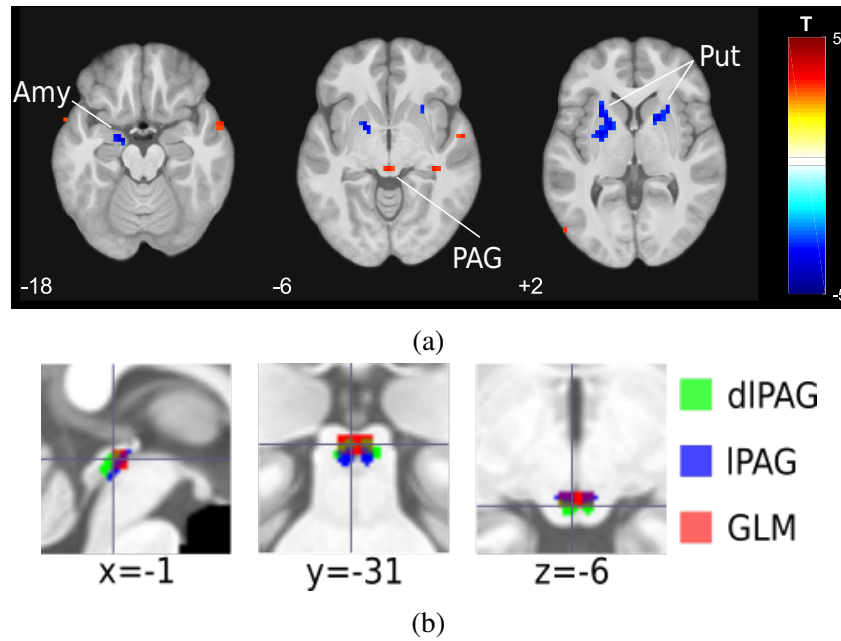 T
5
Amy
Put
PAG
-18
-6
+2
-5
(a)
dlPAG
lPAG
GLM
x=-1
y=-31
z=-6
(b)